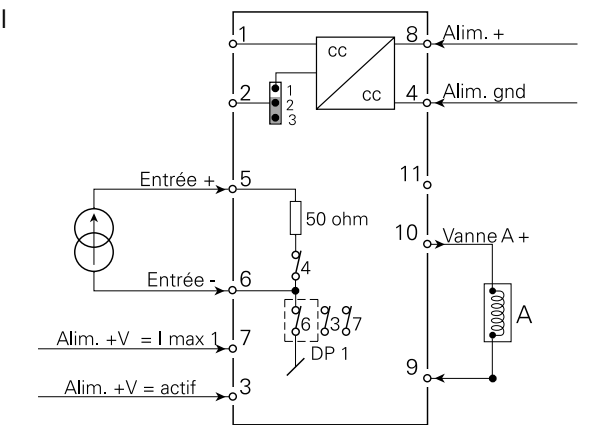 I
1
8
Alim. +
cc
cc
2
1
2
3
4
Alim. gnd
Entrée +
5
11
50 ohm
10
Vanne A +
4
Entrée -
6
A
6
3
7
Alim. +V = I max 1
7
DP 1
9
Alim. +V = actif
3